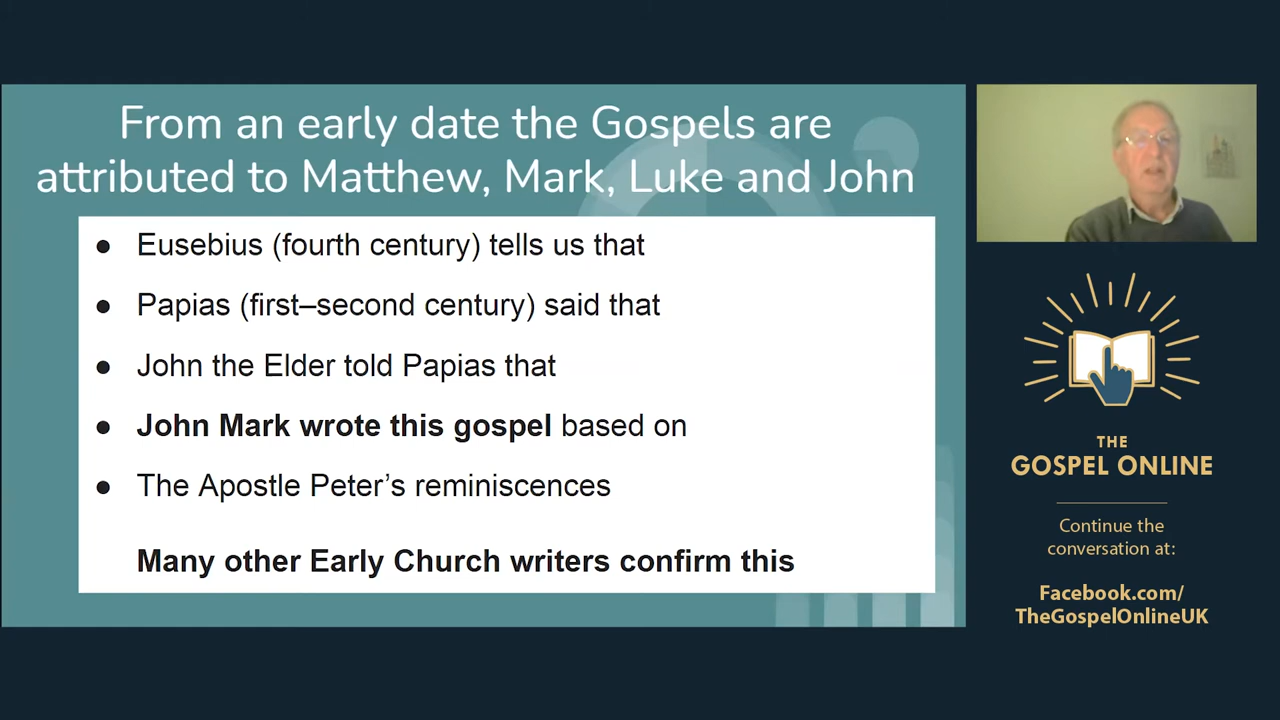 From an early date the Gospels are
attributed to Matthew, Mark, Luke and John
● Eusebius (fourth century) tells us that
● Papias (first–second century) said that
● John the Elder told Papias that
● John Mark wrote this gospel based on
● The Apostle Peter’s reminiscences
Many other Early Church writers confirm this
THE
GOSPEL ONLINE
Continue the
conversation at:
Facebook.com/
TheGospelOnlineUK